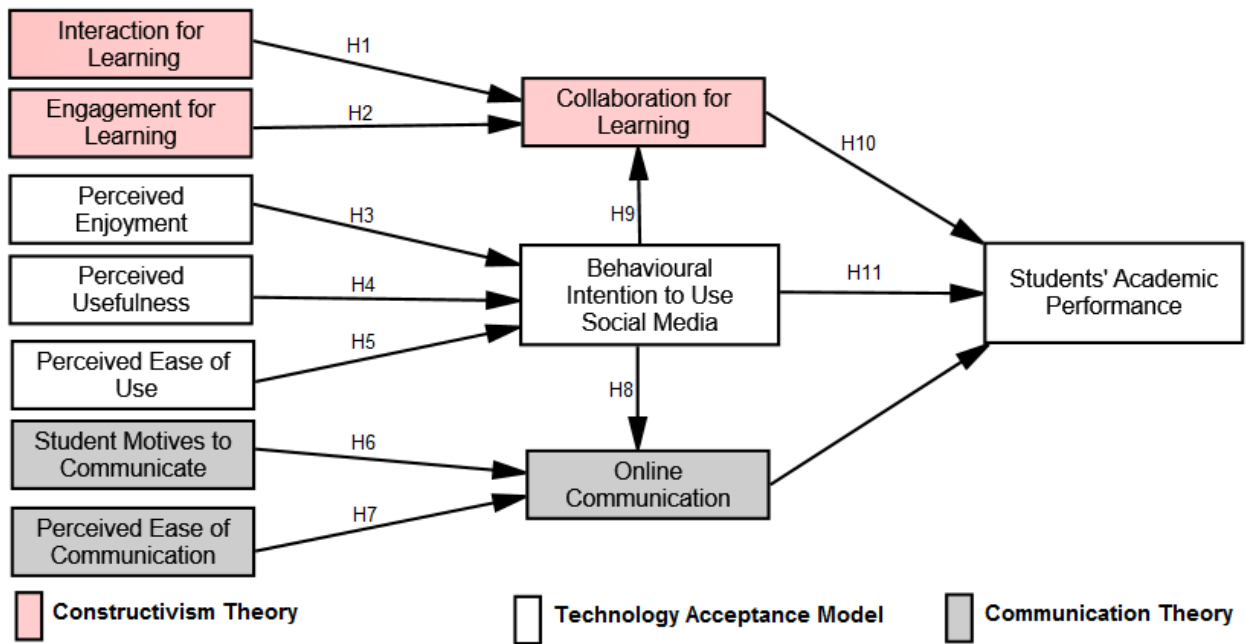 Interaction for
Learning
H1
Engagement for
Learning
H2
Collaboration for
Learning
H10
Perceived
Enjoyment
H3
H9
Perceived
Usefulness
H4
Behavioural
Intention to Use
Social Media
H11
Students' Academic
Performance
Perceived Ease of
Use
H5
H8
Student Motives to
Communicate
H6
Online
Communication
Perceived Ease of
Communication
H7
Constructivism Theory
Technology Acceptance Model
Communication Theory